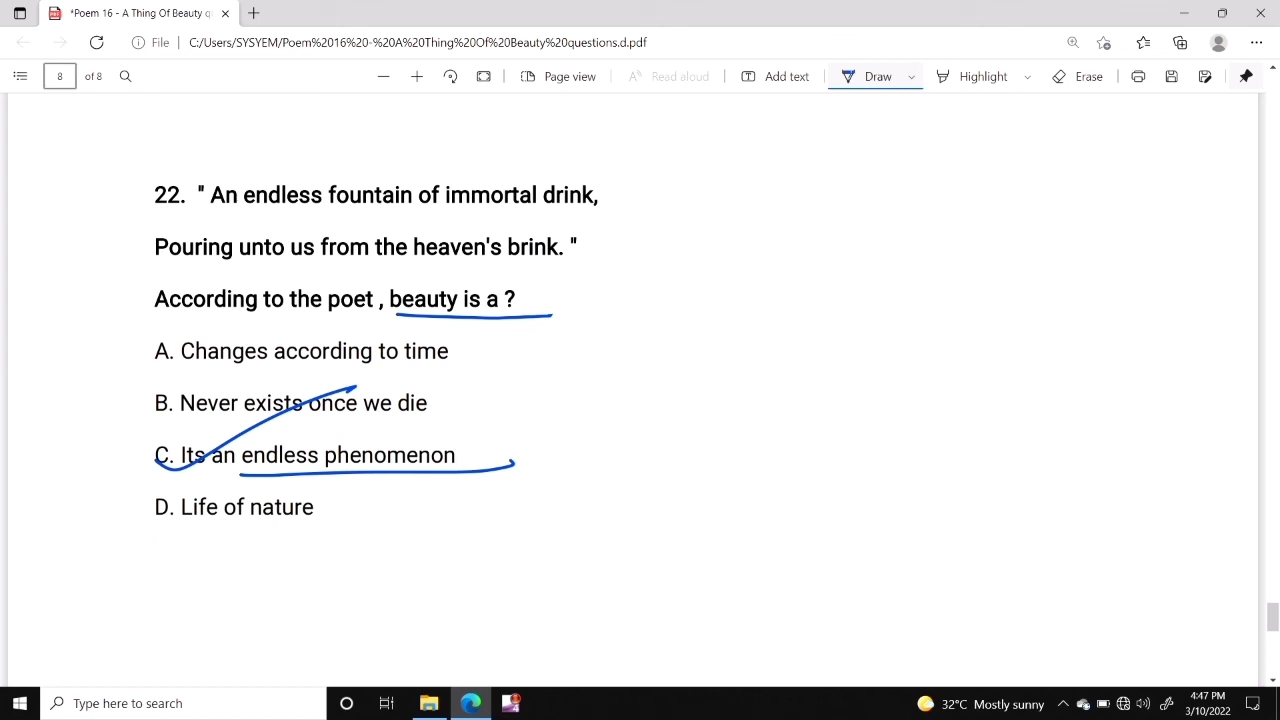 *Poem 16 - A Thing Of Beauty q
File
C:/Users/SYSYEM/Poem%2016%20-%20A%20Thing%20Of%20Beauty%20questions.d.pdf
8 of 8
Page view
Read aloud
Add text
Draw
Highlight
Erase
22. " An endless fountain of immortal drink,
Pouring unto us from the heaven's brink. "
According to the poet , beauty is a ?
A. Changes according to time
B. Never exists once we die
C. Its an endless phenomenon
D. Life of nature
Type here to search
32°C Mostly sunny
4:47 PM
3/10/2022